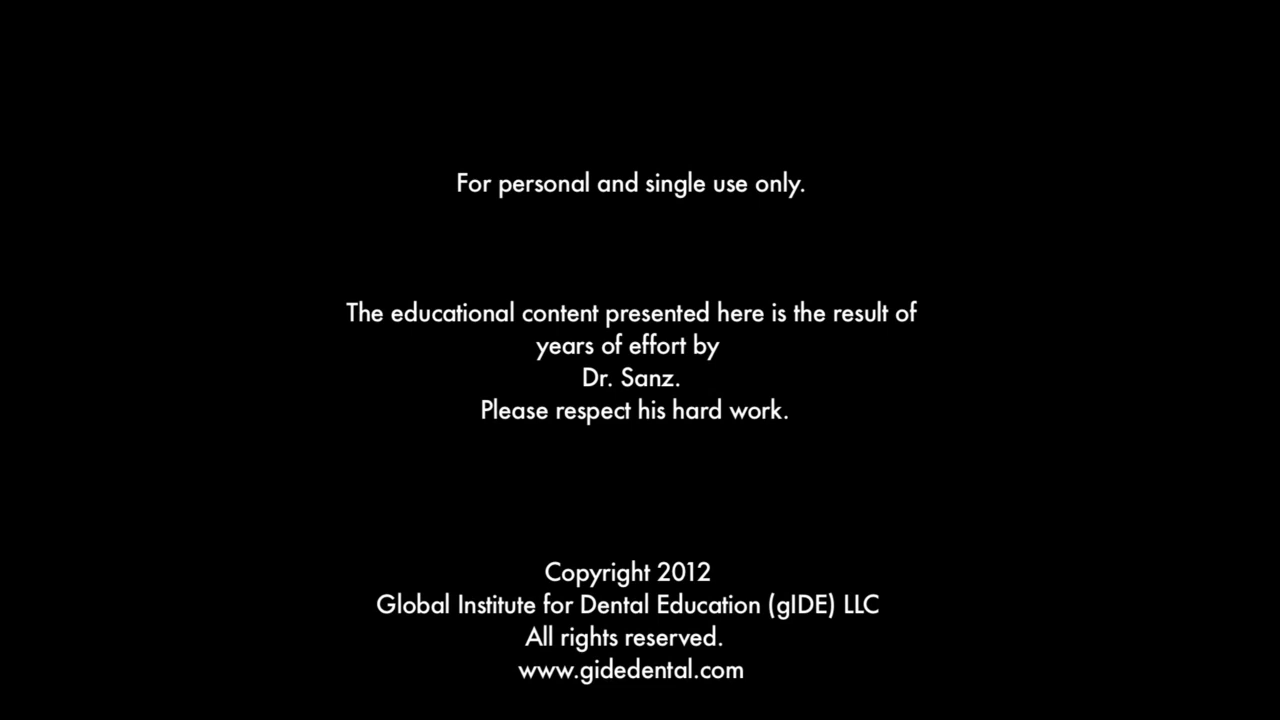 For personal and single use only.
The educational content presented here is the result of
years of effort by
Dr. Sanz.
Please respect his hard work.
Copyright 2012
Global Institute for Dental Education (gIDE) LLC
All rights reserved.
www.gidedental.com